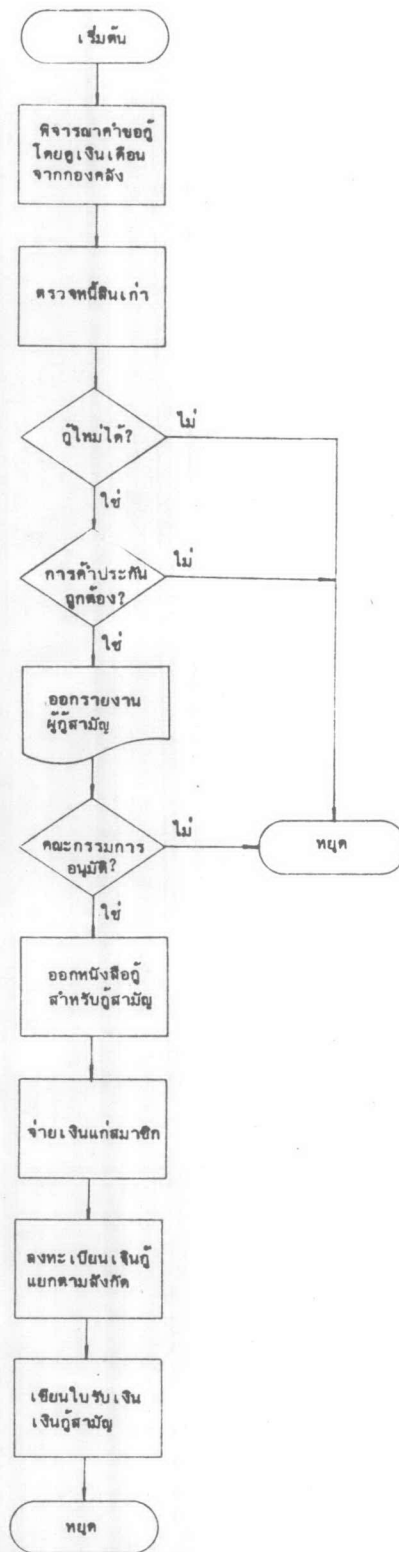 เริ่มต้น
พิจารณาคำขอกู้
โดยดูเงินเดือน
จากกองคลัง
ตรวจหนี้สินเก่า
กู้ใหม่ได้?
ไม่
ใช่
การค้ำประกัน
ถูกต้อง?
ไม่
ใช่
ออกรายงาน
ผู้กู้สามัญ
คณะกรรมการ
อนุมัติ?
ไม่
หยุด
ใช่
ออกหนังสือกู้
สำหรับกู้สามัญ
จ่ายเงินแก่สมาชิก
ลงทะเบียนเงินกู้
แยกตามสังกัด
เขียนใบรับเงิน
เงินกู้สามัญ
หยุด